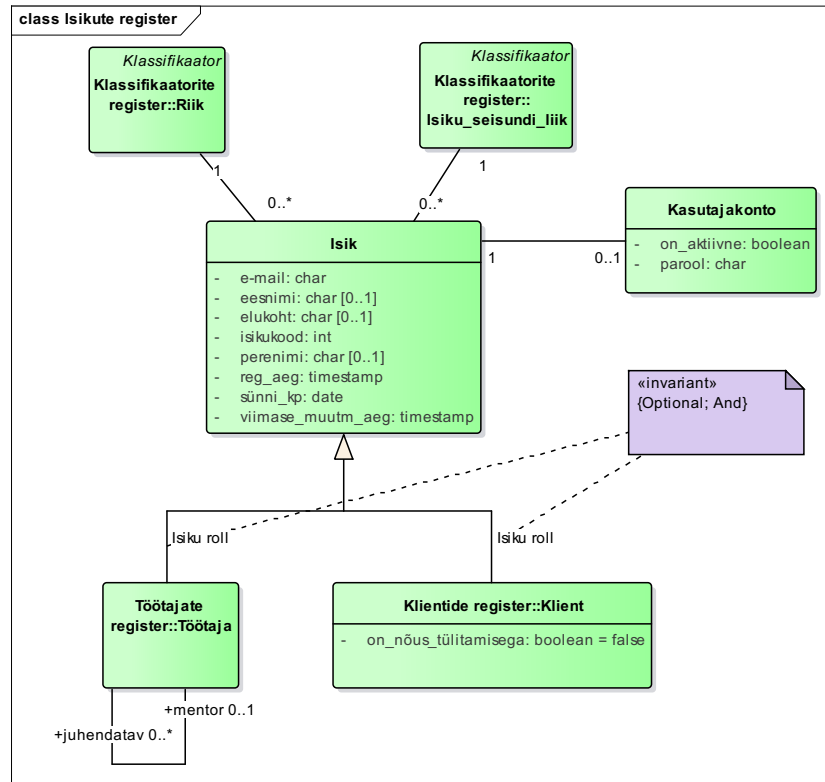 class Isikute register
Klassifikaator
Klassifikaatorite
register::Riik
Klassifikaator
Klassifikaatorite
register::
Isiku_seisundi_liik
1
0..*
1
0..*
Isik
- e-mail: char
- eesnimi: char [0..1]
- elukoht: char [0..1]
- isikukood: int
- perenimi: char [0..1]
- reg_aeg: timestamp
- sünni_kp: date
- viimase_muutm_aeg: timestamp
1
0..1
Kasutajakonto
- on_aktiivne: boolean
- parool: char
«invariant»
{Optional; And}
Isiku roll
Isiku roll
Töötajate
register::Töötaja
Klientide register::Klient
- on_nõus_tülitamisega: boolean = false
+mentor 0..1
+juhendatav 0..*